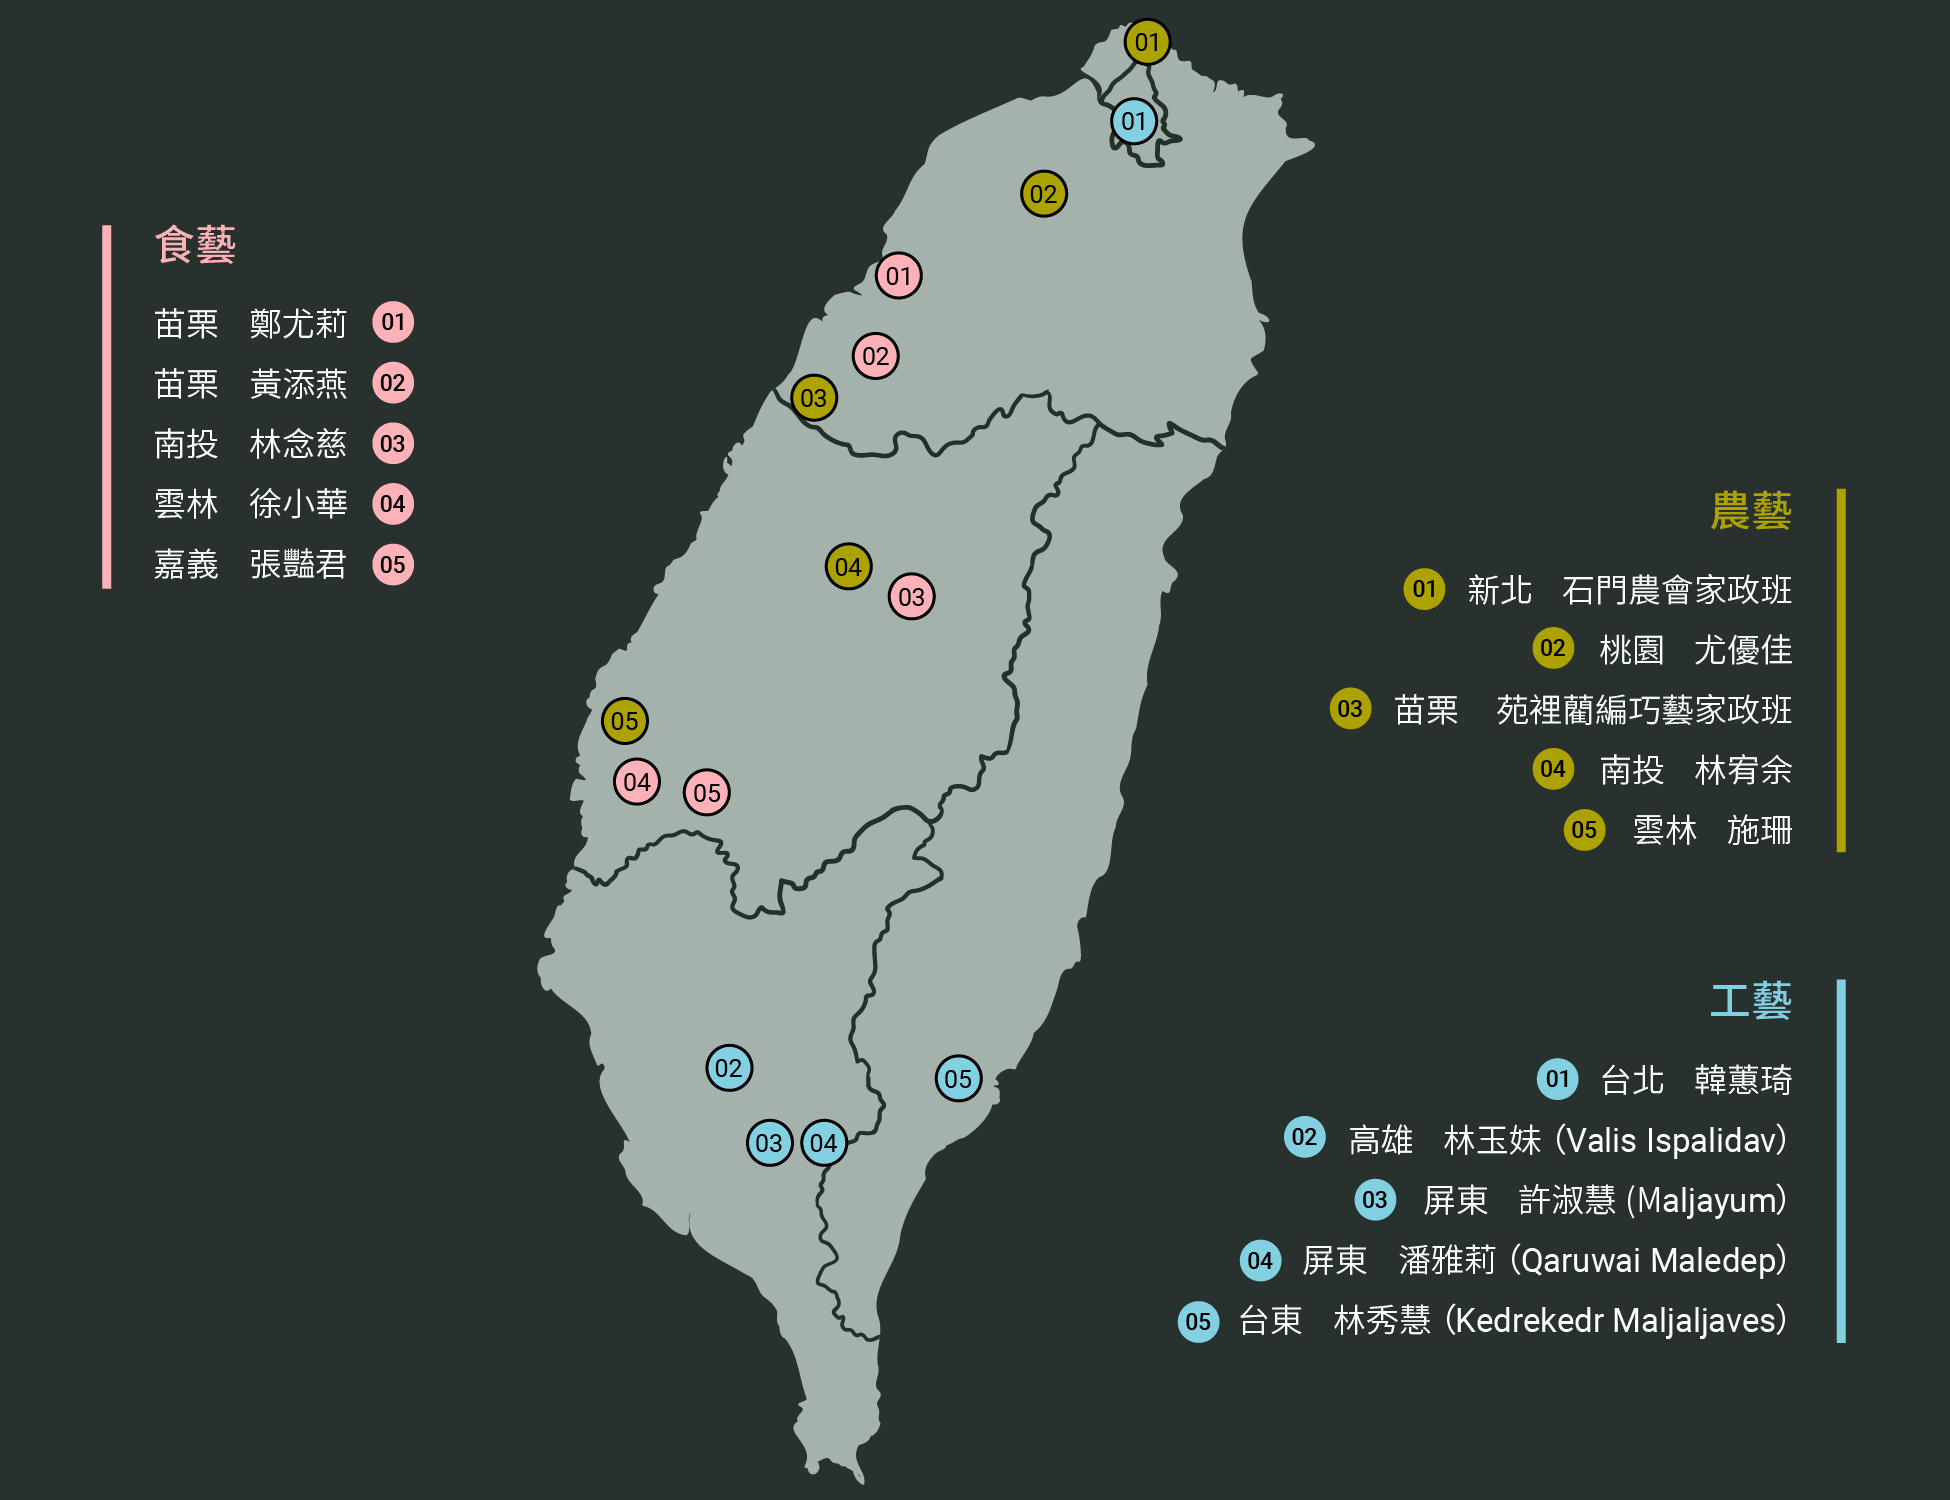 食藝
苗栗 鄭尤莉 01
苗栗 黃添燕 02
南投 林念慈 03
雲林 徐小華 04
嘉義 張豔君 05
01
01
02
01
02
03
04
03
05
04
05
02
05
03
04
農藝
01 新北 石門農會家政班
02 桃園 尤優佳
03 苗栗 苑裡藺編巧藝家政班
04 南投 林宥余
05 雲林 施珊
工藝
01 台北 韓蕙琦
02 高雄 林玉妹（Valis Ispalidav）
03 屏東 許淑慧（Maljayum）
04 屏東 潘雅莉（Qaruwai Maledep）
05 台東 林秀慧（Kedrekedr Maljaljaves）